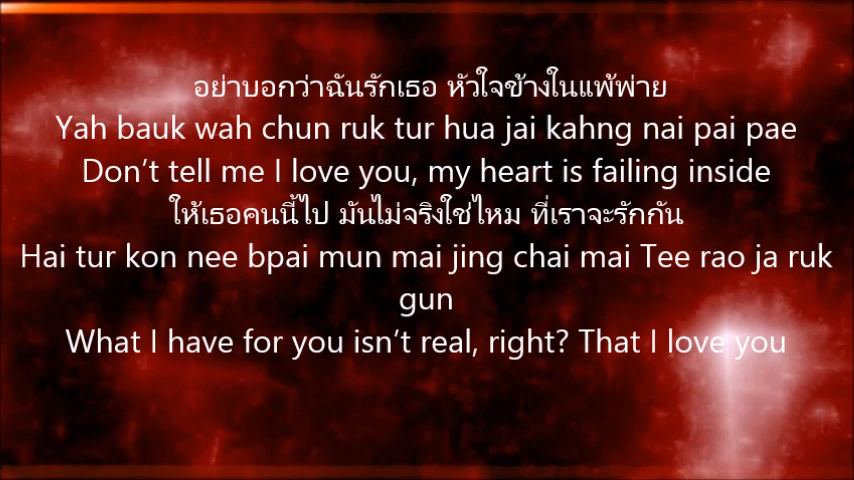 อย่าบอกว่าฉันรักเธอ หัวใจข้างในแพ้พ่าย
Yah bauk wah chun ruk tur hua jai kahng nai pai pae
Don’t tell me I love you, my heart is failing inside
ให้เธอคนนี้ไป มันไม่จริงใช่ไหม ที่เราจะรักกัน
Hai tur kon nee bpai mun mai jing chai mai Tee rao ja ruk
gun
What I have for you isn’t real, right? That I love you